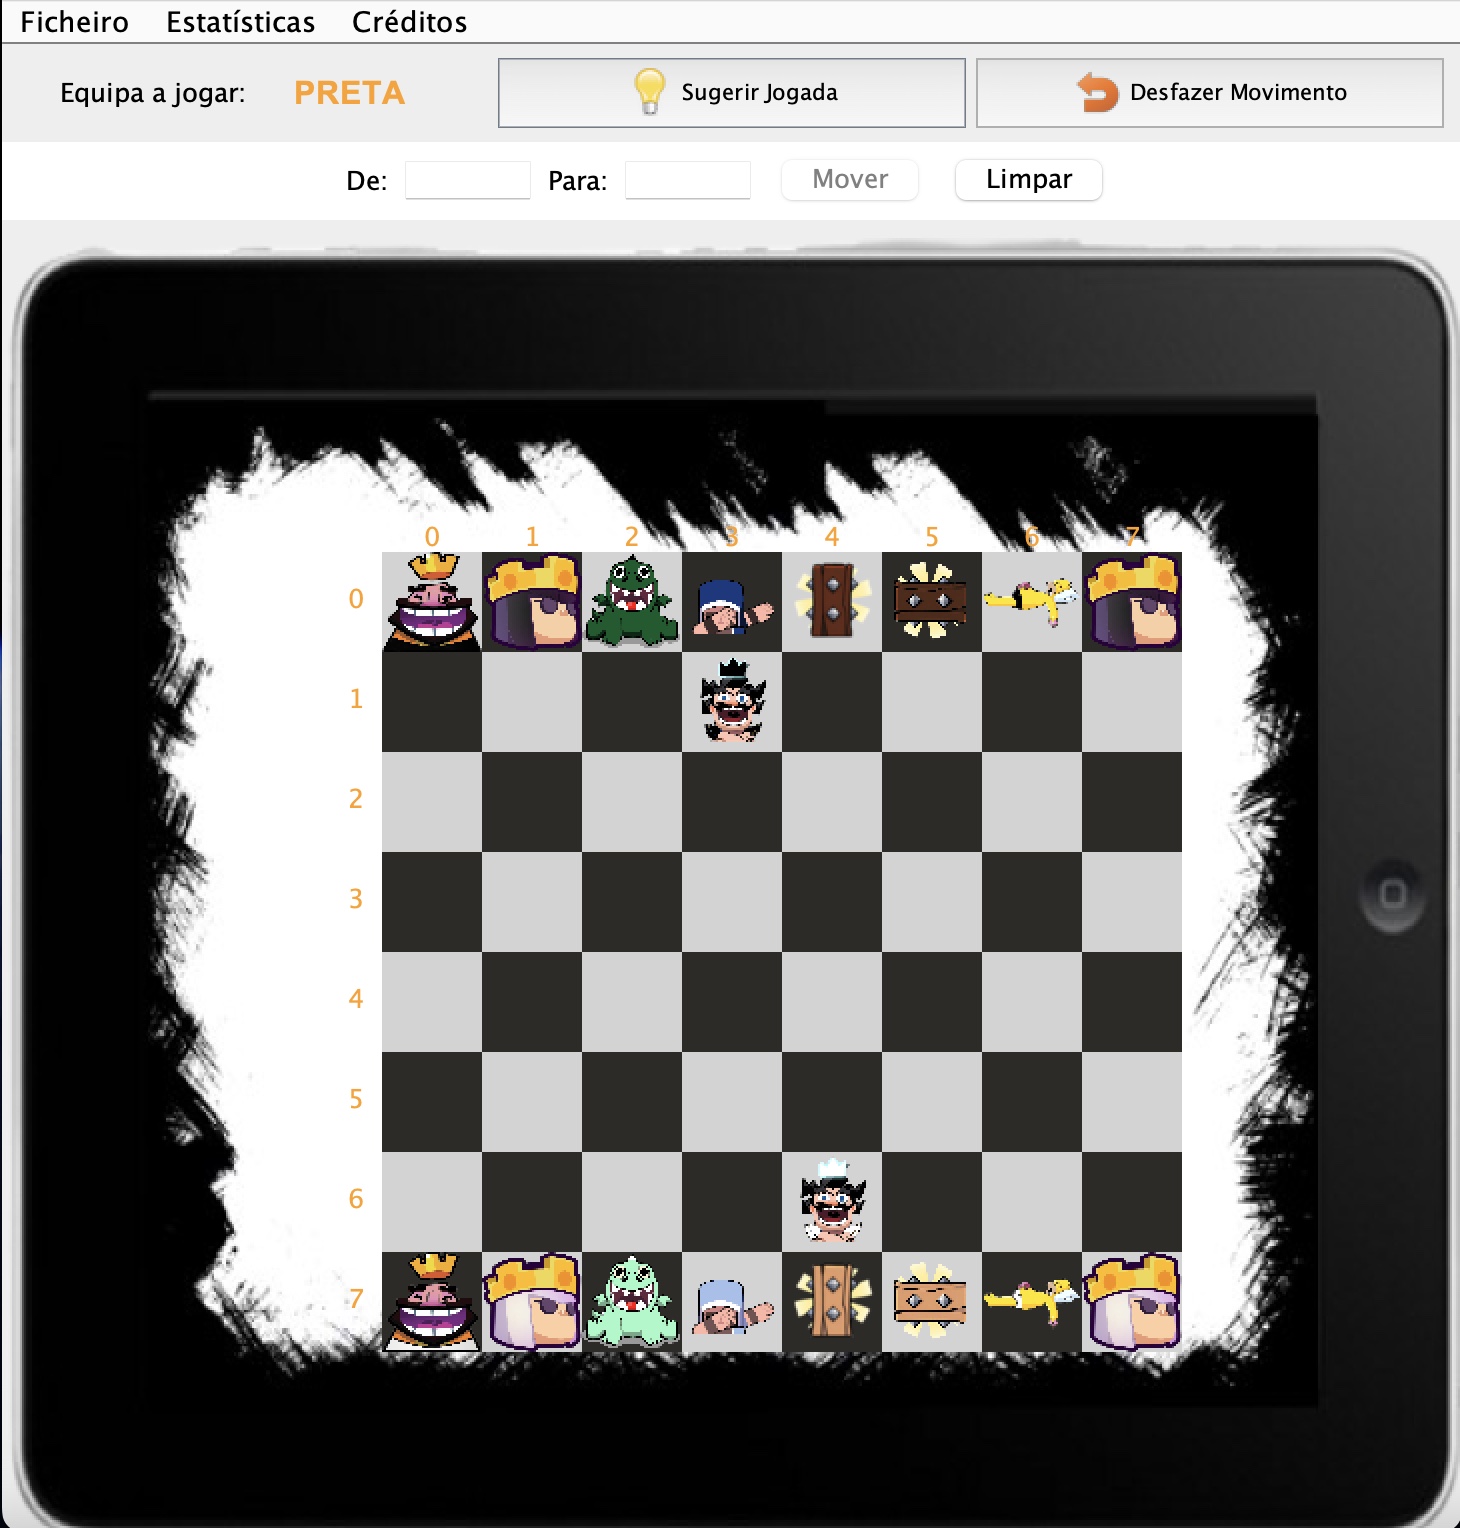 Ficheiro Estatísticas Créditos
Equipa a jogar: PRETA Sugerir Jogada Desfazer Movimento
De: Para: Mover Limpar
0 1 2 3 4 5 6 7
0
1
2
3
4
5
6
7